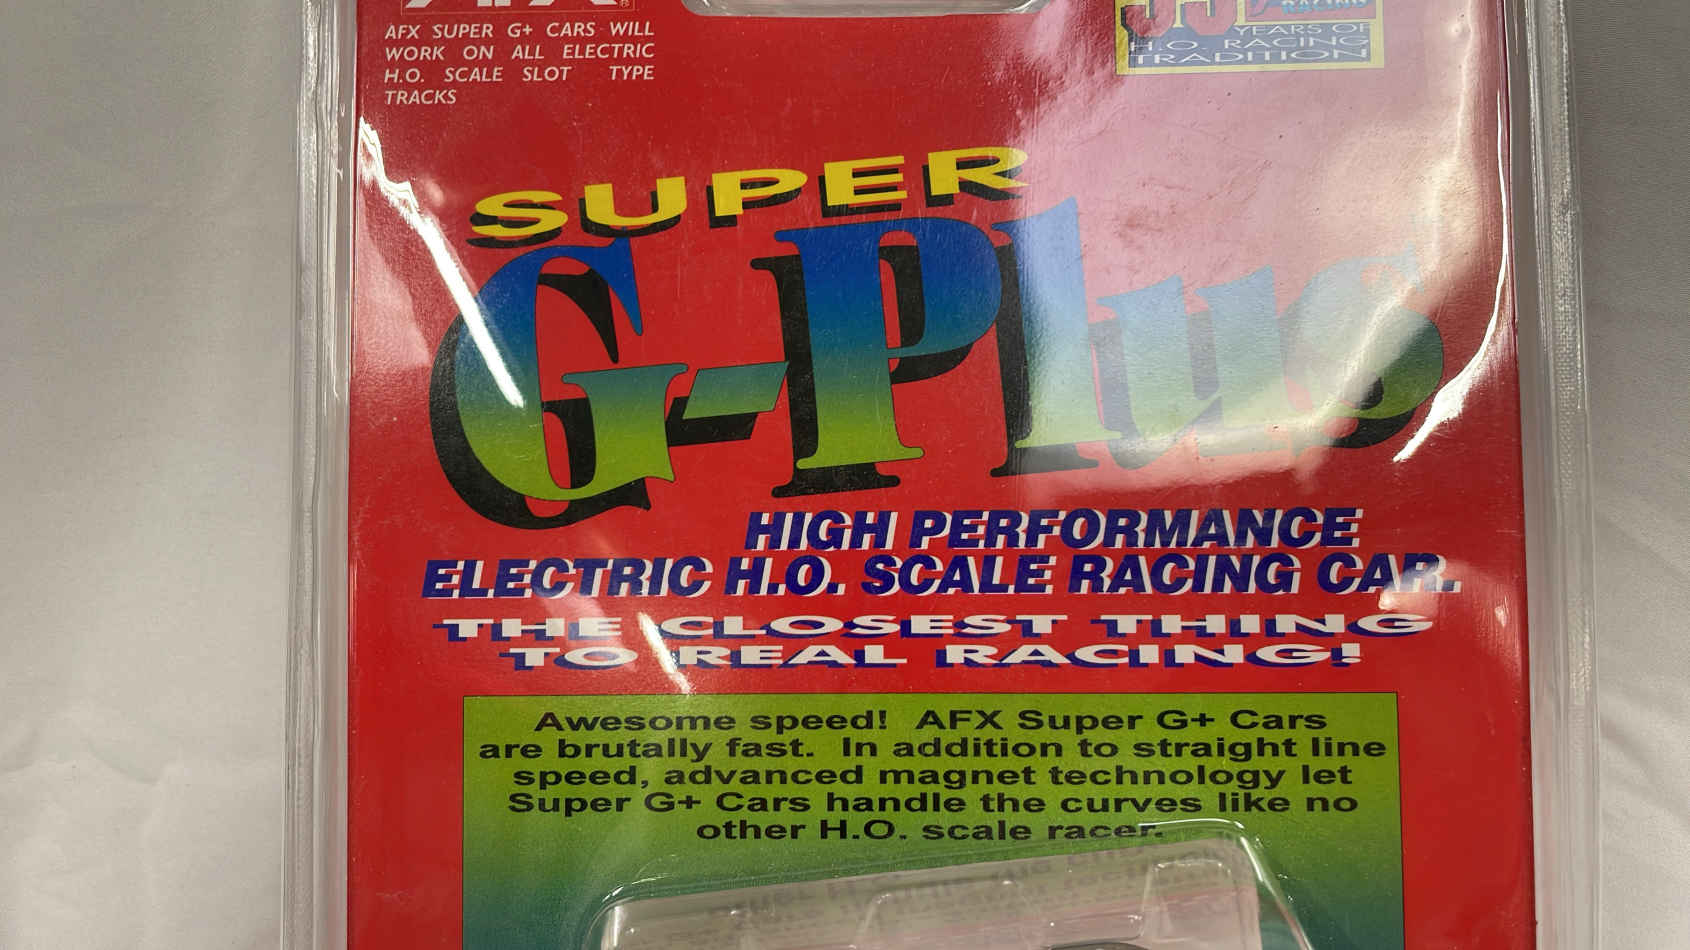 AFX
AFX SUPER G+ CARS WILL
WORK ON ALL ELECTRIC
H.O. SCALE SLOT TYPE
TRACKS
RACING
YEARS OF
H.O. RACING
TRADITION
SUPER
G-Plus
HIGH PERFORMANCE
ELECTRIC H.O. SCALE RACING CAR.
THE CLOSEST THING
TO REAL RACING!
Awesome speed! AFX Super G+ Cars
are brutally fast. In addition to straight line
speed, advanced magnet technology let
Super G+ Cars handle the curves like no
other H.O. scale racer.